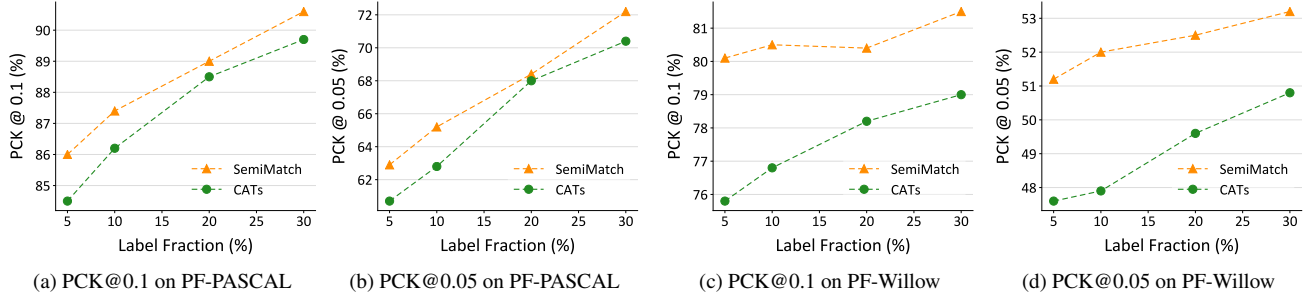 PCK @ 0.1 (%)
90
89
88
87
86
85
5 10 15 20 25 30
Label Fraction (%)
SemiMatch
CATs
(a) PCK@0.1 on PF-PASCAL
PCK @ 0.05 (%)
72
70
68
66
64
62
5 10 15 20 25 30
Label Fraction (%)
SemiMatch
CATs
(b) PCK@0.05 on PF-PASCAL
PCK @ 0.1 (%)
81
80
79
78
77
76
5 10 15 20 25 30
Label Fraction (%)
SemiMatch
CATs
(c) PCK@0.1 on PF-Willow
PCK @ 0.05 (%)
53
52
51
50
49
48
5 10 15 20 25 30
Label Fraction (%)
SemiMatch
CATs
(d) PCK@0.05 on PF-Willow